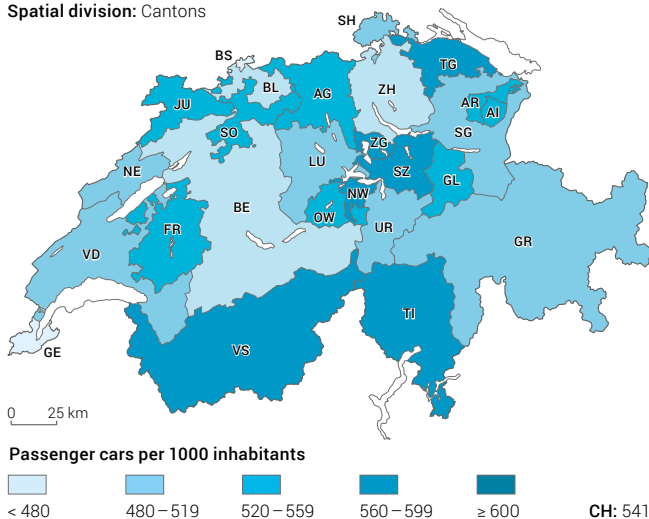 Spatial division: Cantons
SH
BS
TG
BL
ZH
AG
JU
AR
AI
SO
SG
ZG
LU
NE
SZ
GL
NW
BE
OW
FR
UR
GR
VD
TI
VS
GE
0 25 km
Passenger cars per 1000 inhabitants
< 480 480 – 519 520 – 559 560 – 599 ≥ 600 CH: 541